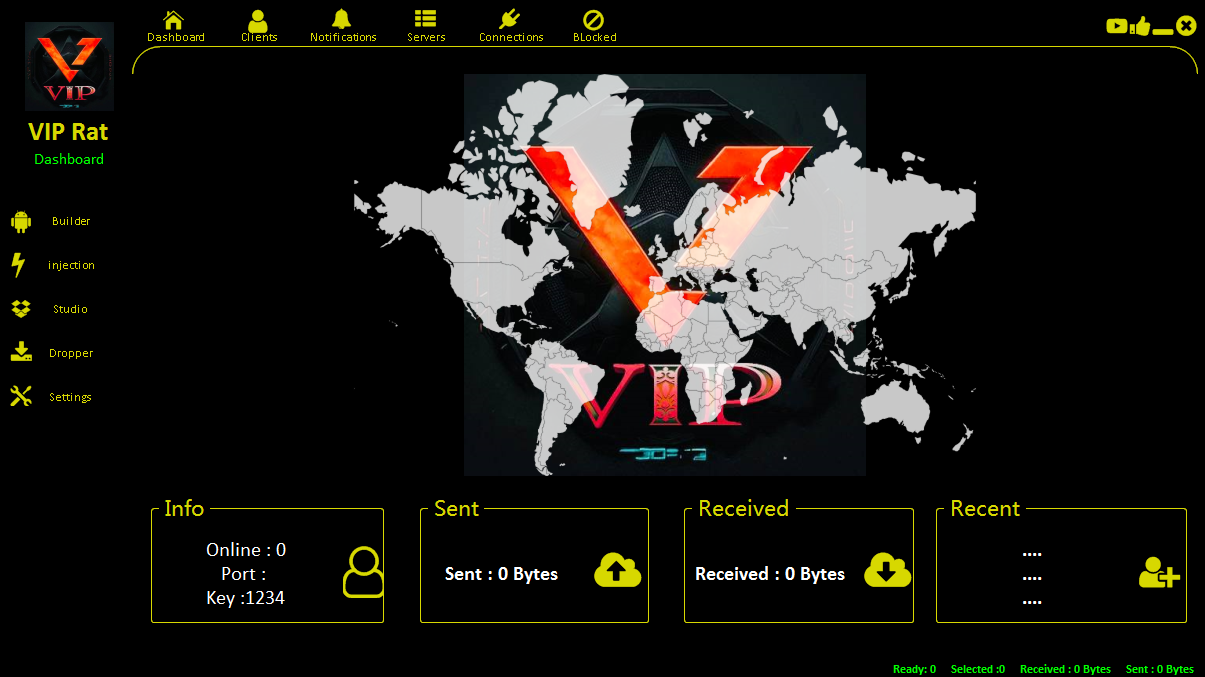 Dashboard
Clients
Notifications
Servers
Connections
BLocked
VIP
VIP Rat
Dashboard
Builder
injection
Studio
Dropper
Settings
VIP
Info
Online : 0
Port :
Key :1234
Sent
Sent : 0 Bytes
Received
Received : 0 Bytes
Recent
....
....
....
Ready: 0
Selected :0
Received : 0 Bytes
Sent : 0 Bytes